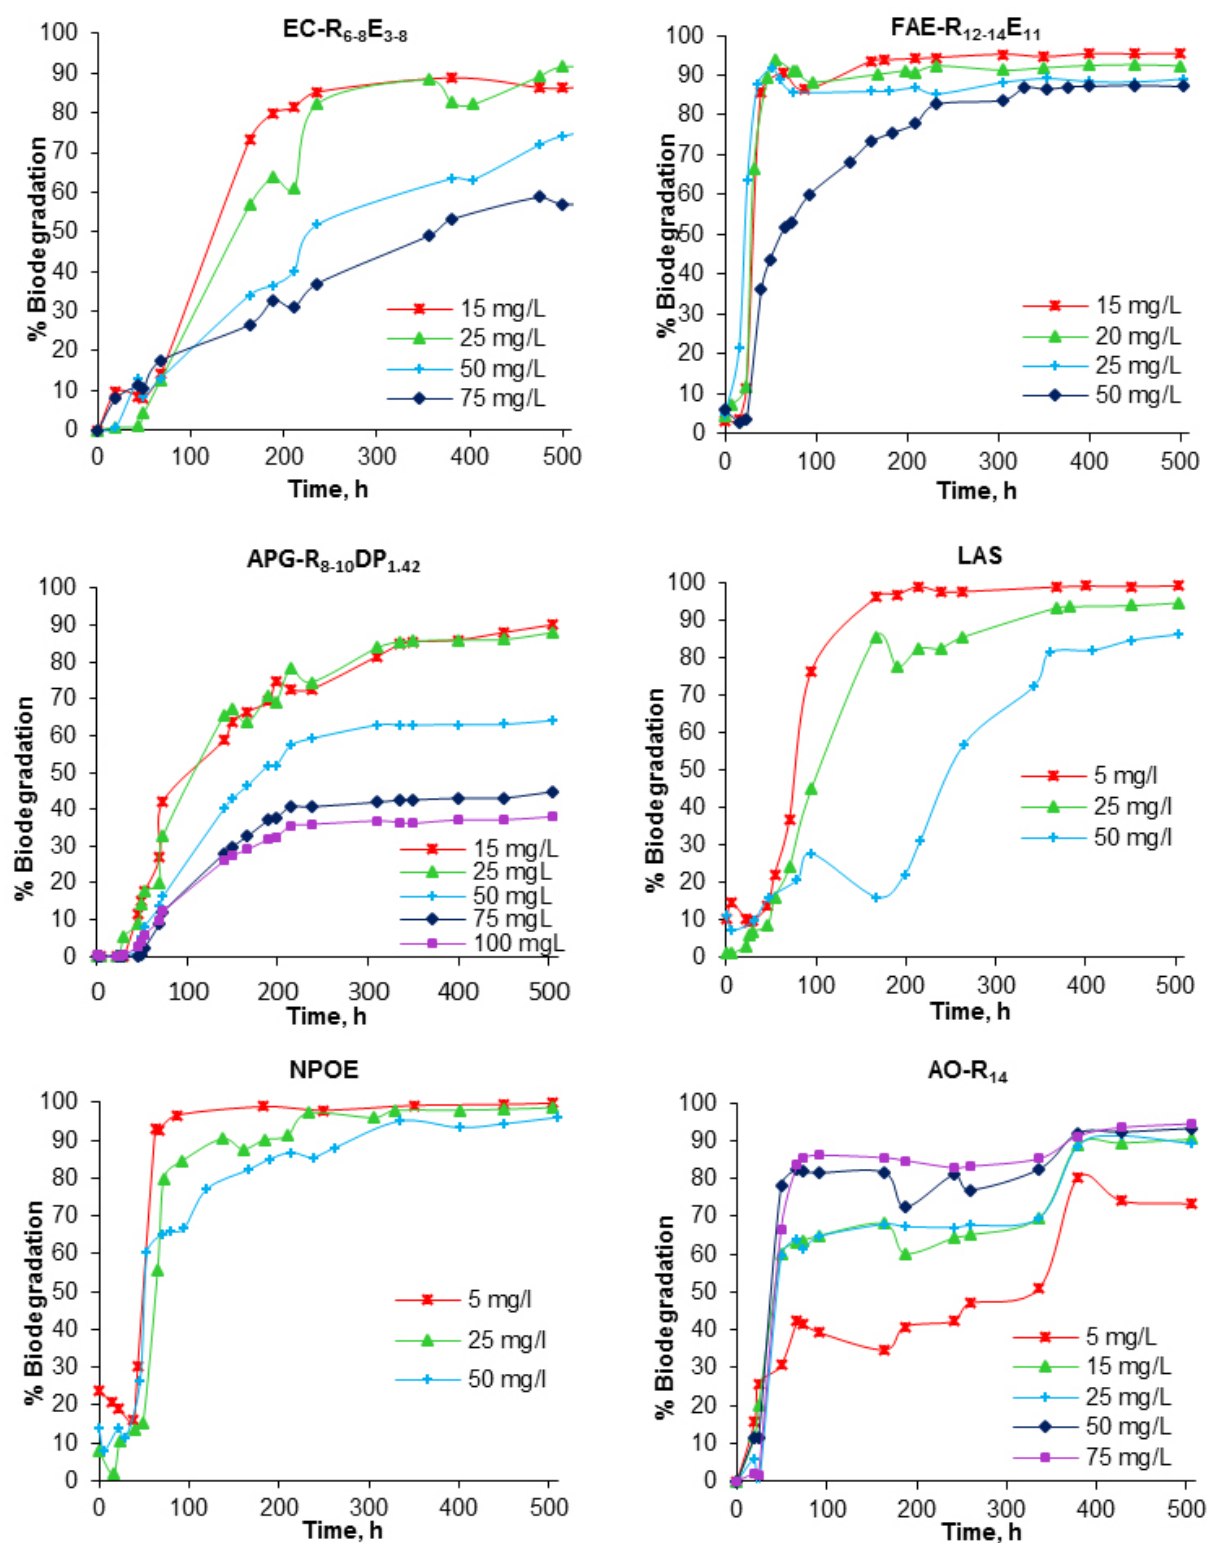 EC-R6-8E3-8
% Biodegradation
100
90
80
70
60
50
40
30
20
10
0
15 mg/L
25 mg/L
50 mg/L
75 mg/L
0 100 200 300 400 500
Time, h
FAE-R12-14E11
% Biodegradation
100
90
80
70
60
50
40
30
20
10
0
15 mg/L
20 mg/L
25 mg/L
50 mg/L
0 100 200 300 400 500
Time, h
APG-R8-10DP1.42
% Biodegradation
100
90
80
70
60
50
40
30
20
10
0
15 mg/L
25 mgL
50 mgL
75 mgL
100 mgL
0 100 200 300 400 500
Time, h
LAS
% Biodegradation
100
90
80
70
60
50
40
30
20
10
0
5 mg/l
25 mg/l
50 mg/l
0 100 200 300 400 500
Time, h
NPOE
% Biodegradation
100
90
80
70
60
50
40
30
20
10
0
5 mg/l
25 mg/l
50 mg/l
0 100 200 300 400 500
Time, h
AO-R14
% Biodegradation
100
90
80
70
60
50
40
30
20
10
0
5 mg/L
15 mg/L
25 mg/L
50 mg/L
75 mg/L
0 100 200 300 400 500
Time, h